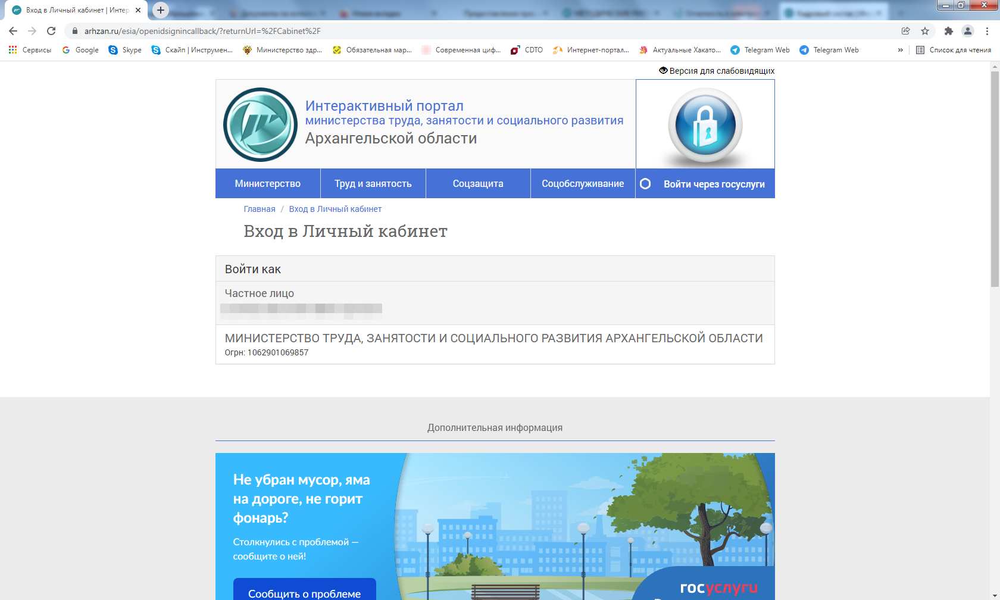 Вход в Личный кабинет | Интер
arhzan.ru/esia/openidsignincallback/?returnUrl=%2FCabinet%2F
Сервисы
Google
Skype
Скайп | Инструмен...
Министерство здр...
Обязательная мар...
Современная циф...
CDTO
Интернет-портал...
Актуальные Хакато...
Telegram Web
Telegram Web
»
Список для чтения
Версия для слабовидящих
Интерактивный портал
министерства труда, занятости и социального развития
Архангельской области
Министерство
Труд и занятость
Соцзащита
Соцобслуживание
Войти через госуслуги
Главная / Вход в Личный кабинет
Вход в Личный кабинет
Войти как
Частное лицо
МИНИСТЕРСТВО ТРУДА, ЗАНЯТОСТИ И СОЦИАЛЬНОГО РАЗВИТИЯ АРХАНГЕЛЬСКОЙ ОБЛАСТИ
Огрн: 1062901069857
Дополнительная информация
Не убран мусор, яма
на дороге, не горит
фонарь?
Столкнулись с проблемой —
сообщите о ней!
Сообщить о проблеме
госуслуги